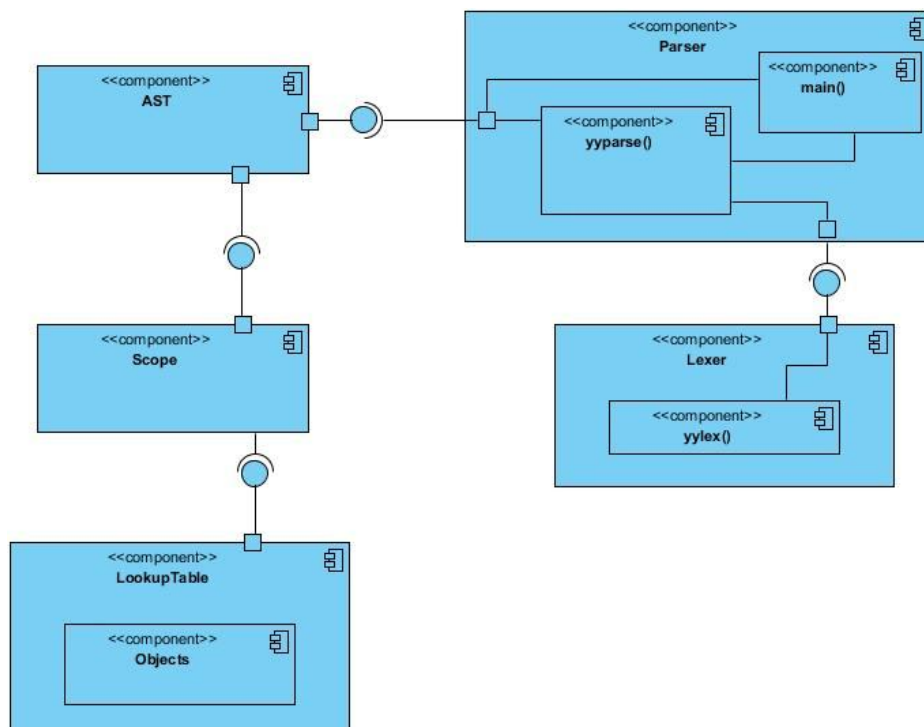 <<component>>
Parser
<<component>>
main()
<<component>>
AST
<<component>>
yyparse()
<<component>>
Scope
<<component>>
Lexer
<<component>>
yylex()
<<component>>
LookupTable
<<component>>
Objects